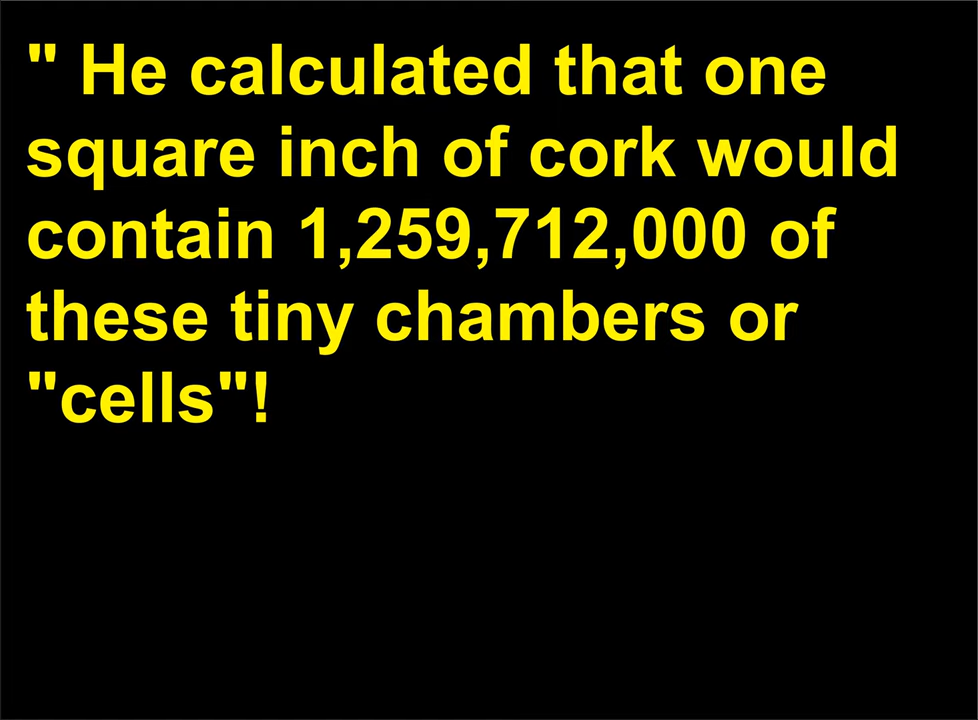 " He calculated that one
square inch of cork would
contain 1,259,712,000 of
these tiny chambers or
"cells"!